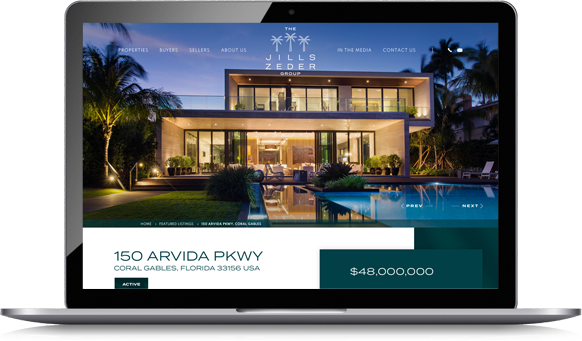 THE
JILLS
ZEDER
GROUP
PROPERTIES BUYERS SELLERS ABOUT US IN THE MEDIA CONTACT US
PREV NEXT
HOME FEATURED LISTINGS 150 ARVIDA PKWY, CORAL GABLES
150 ARVIDA PKWY
CORAL GABLES, FLORIDA 33156 USA
$48,000,000
ACTIVE